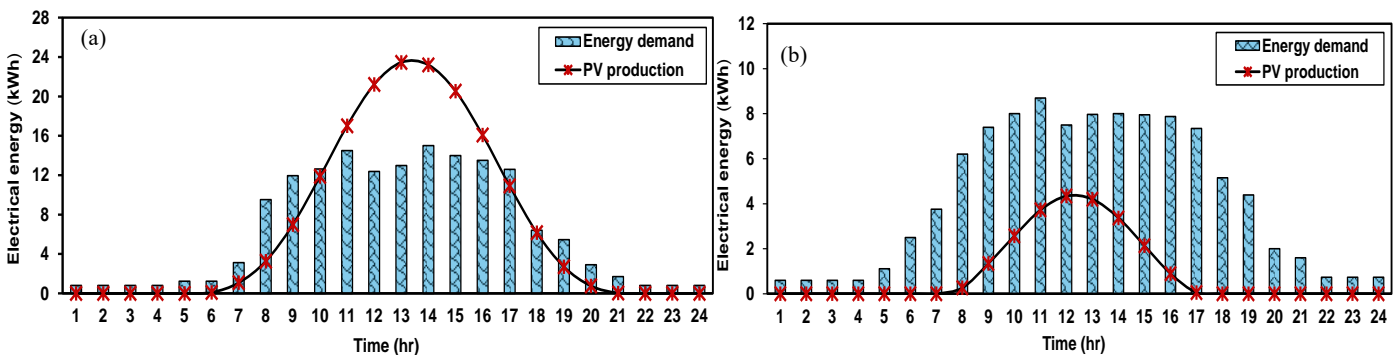 (a)
Energy demand
PV production
Electrical energy (kWh)
28
24
20
16
12
8
4
0
1 2 3 4 5 6 7 8 9 10 11 12 13 14 15 16 17 18 19 20 21 22 23 24
Time (hr)
(b)
Energy demand
PV production
Electrical energy (kWh)
12
10
8
6
4
2
0
1 2 3 4 5 6 7 8 9 10 11 12 13 14 15 16 17 18 19 20 21 22 23 24
Time (hr)